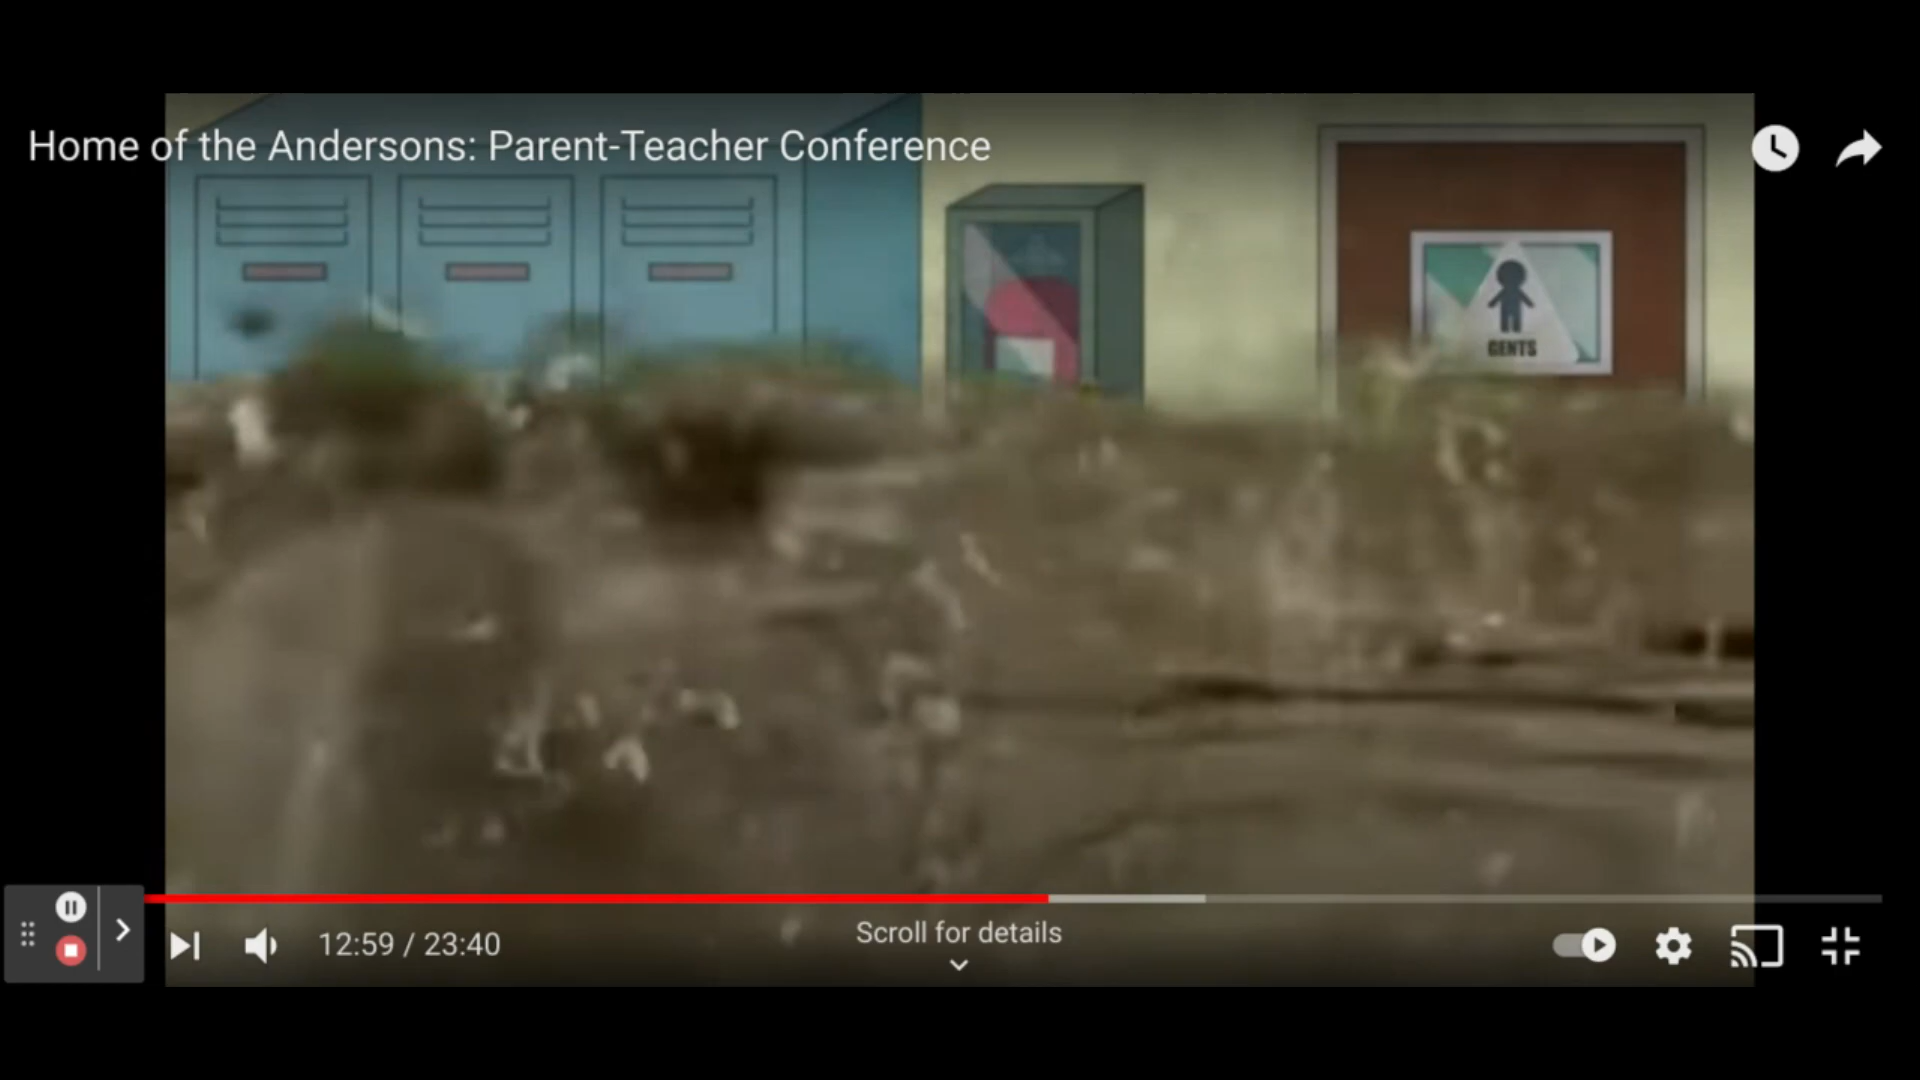 Home of the Andersons: Parent-Teacher Conference
GENTS
12:59 / 23:40
Scroll for details